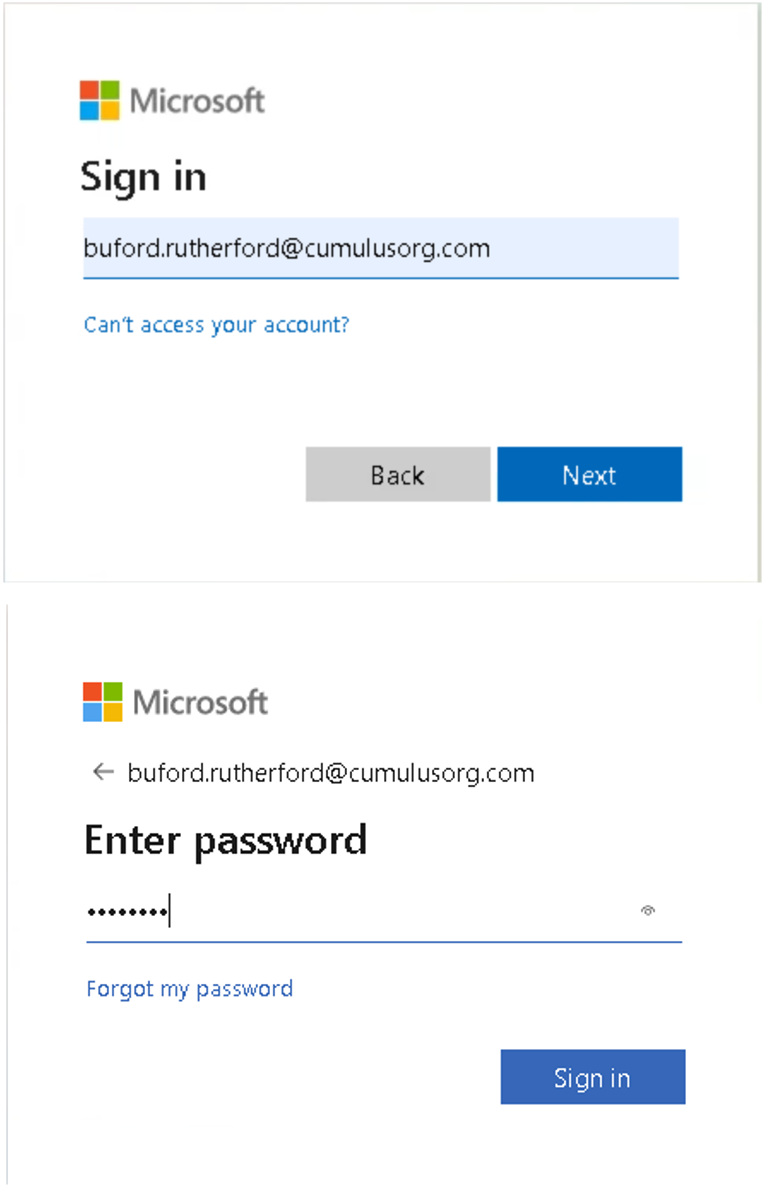 Microsoft
Sign in
buford.rutherford@cumulusorg.com
Can't access your account?
Back Next
Microsoft
← buford.rutherford@cumulusorg.com
Enter password
••••••••
Forgot my password
Sign in